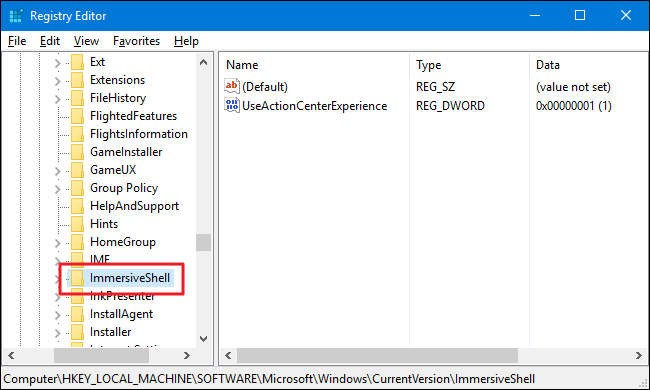 Registry Editor
File Edit View Favorites Help
Name Type Data
Ext
Extensions
FileHistory
FlightedFeatures
FlightsInformation
GameInstaller
GameUX
Group Policy
HelpAndSupport
Hints
HomeGroup
IME
ImmersiveShell
InkPresenter
InstallAgent
Installer
ab (Default) REG_SZ (value not set)
UseActionCenterExperience REG_DWORD 0x00000001 (1)
Computer\HKEY_LOCAL_MACHINE\SOFTWARE\Microsoft\Windows\CurrentVersion\ImmersiveShell